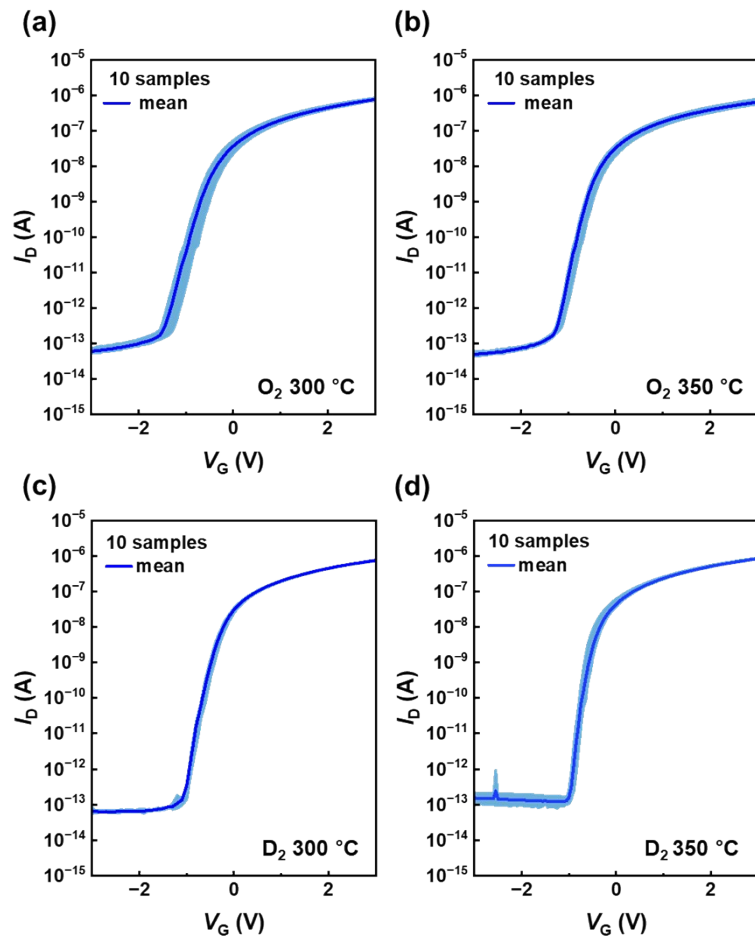 (a)
10⁻⁵
10⁻⁶
10⁻⁷
10⁻⁸
10⁻⁹
10⁻¹⁰
10⁻¹¹
10⁻¹²
10⁻¹³
10⁻¹⁴
10⁻¹⁵
I_D (A)
10 samples
mean
O₂ 300 °C
−2
0
2
V_G (V)
(b)
10⁻⁵
10⁻⁶
10⁻⁷
10⁻⁸
10⁻⁹
10⁻¹⁰
10⁻¹¹
10⁻¹²
10⁻¹³
10⁻¹⁴
10⁻¹⁵
I_D (A)
10 samples
mean
O₂ 350 °C
−2
0
2
V_G (V)
(c)
10⁻⁵
10⁻⁶
10⁻⁷
10⁻⁸
10⁻⁹
10⁻¹⁰
10⁻¹¹
10⁻¹²
10⁻¹³
10⁻¹⁴
10⁻¹⁵
I_D (A)
10 samples
mean
D₂ 300 °C
−2
0
2
V_G (V)
(d)
10⁻⁵
10⁻⁶
10⁻⁷
10⁻⁸
10⁻⁹
10⁻¹⁰
10⁻¹¹
10⁻¹²
10⁻¹³
10⁻¹⁴
10⁻¹⁵
I_D (A)
10 samples
mean
D₂ 350 °C
−2
0
2
V_G (V)